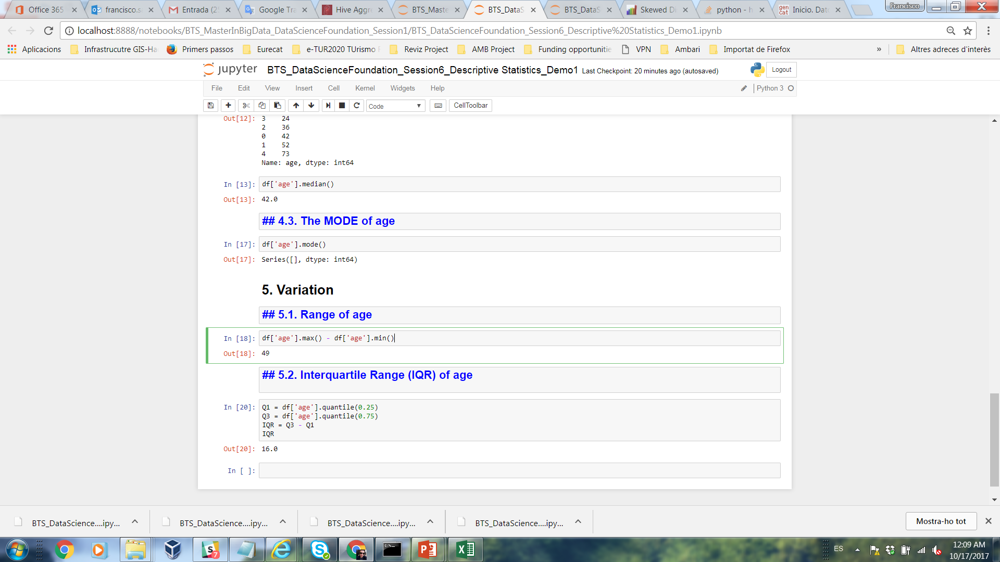 Office 365
francisco.s
Entrada (2
Google Tra
Hive Aggre
BTS_Maste
BTS_DataS
BTS_DataS
Skewed Di
python - h
Inicio. Dat
Francisco
localhost:8888/notebooks/BTS_MasterInBigData_DataScienceFoundation_Session1/BTS_DataScienceFoundation_Session6_Descriptive%20Statistics_Demo1.ipynb
Aplicacions
Infrastrucutre GIS-Ha
Primers passos
Eurecat
e-TUR2020 TUrismo F
Reviz Project
AMB Project
Funding opportunitie
VPN
Ambari
Importat de Firefox
»
Altres adreces d'interès
jupyter BTS_DataScienceFoundation_Session6_Descriptive Statistics_Demo1 Last Checkpoint: 20 minutes ago (autosaved)
Logout
File Edit View Insert Cell Kernel Widgets Help
Python 3
Code
CellToolbar
Out[12]: 3 24
2 36
0 42
1 52
4 73
Name: age, dtype: int64
In [13]: df['age'].median()
Out[13]: 42.0
## 4.3. The MODE of age
In [17]: df['age'].mode()
Out[17]: Series([], dtype: int64)
5. Variation
## 5.1. Range of age
In [18]: df['age'].max() - df['age'].min()
Out[18]: 49
## 5.2. Interquartile Range (IQR) of age
In [20]: Q1 = df['age'].quantile(0.25)
Q3 = df['age'].quantile(0.75)
IQR = Q3 - Q1
IQR
Out[20]: 16.0
In [ ]:
BTS_DataScience....ipy...
BTS_DataScience....ipy...
BTS_DataScience....ipy...
BTS_DataScience....ipy...
Mostra-ho tot
ES
12:09 AM
10/17/2017